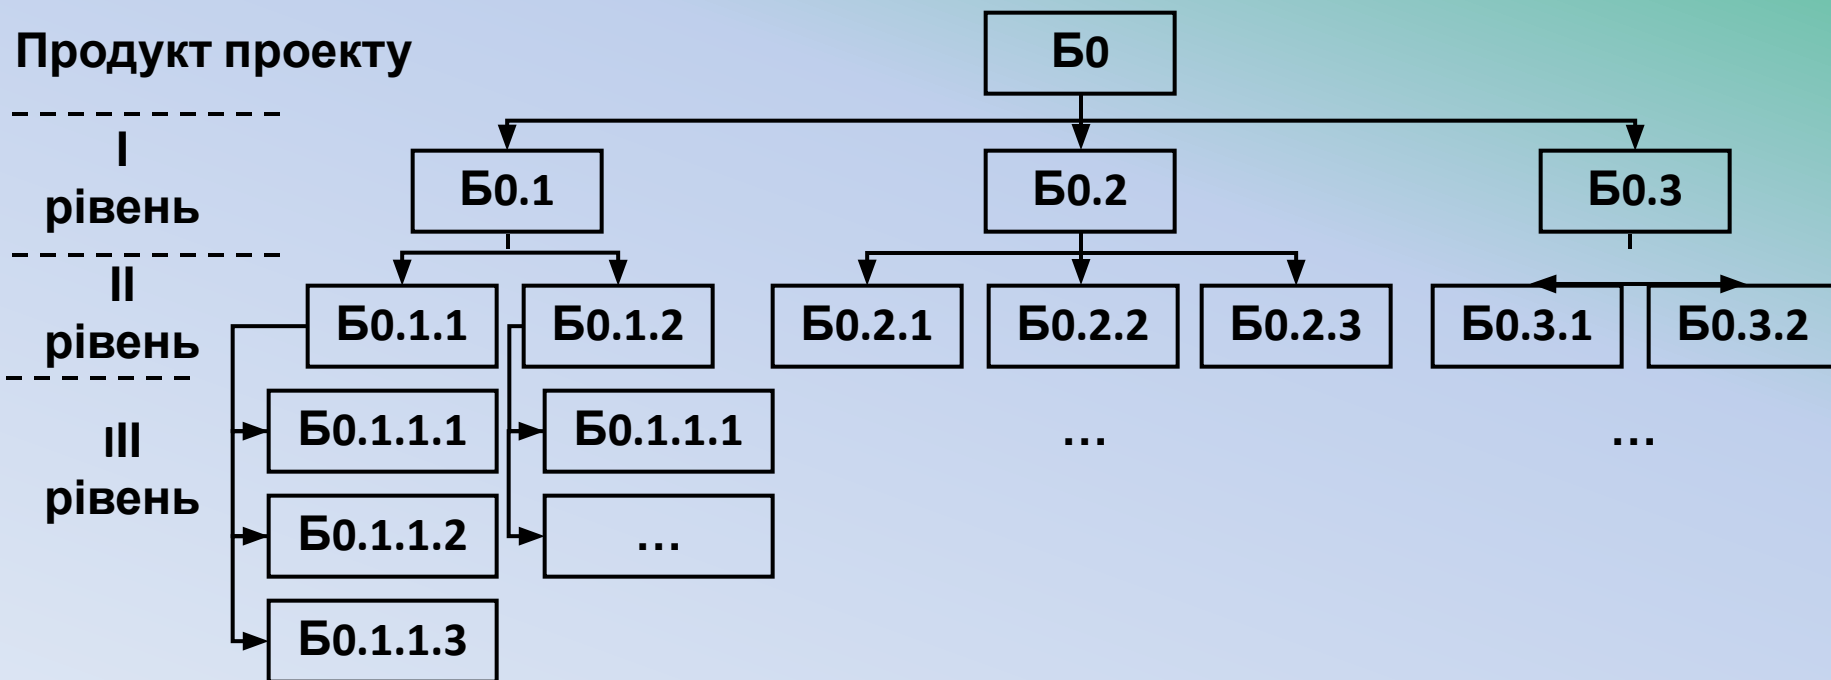 Продукт проекту
Б0
І
рівень
Б0.1
Б0.2
Б0.3
ІІ
рівень
Б0.1.1
Б0.1.2
Б0.2.1
Б0.2.2
Б0.2.3
Б0.3.1
Б0.3.2
ІІІ
рівень
Б0.1.1.1
Б0.1.1.1
...
...
Б0.1.1.2
...
Б0.1.1.3